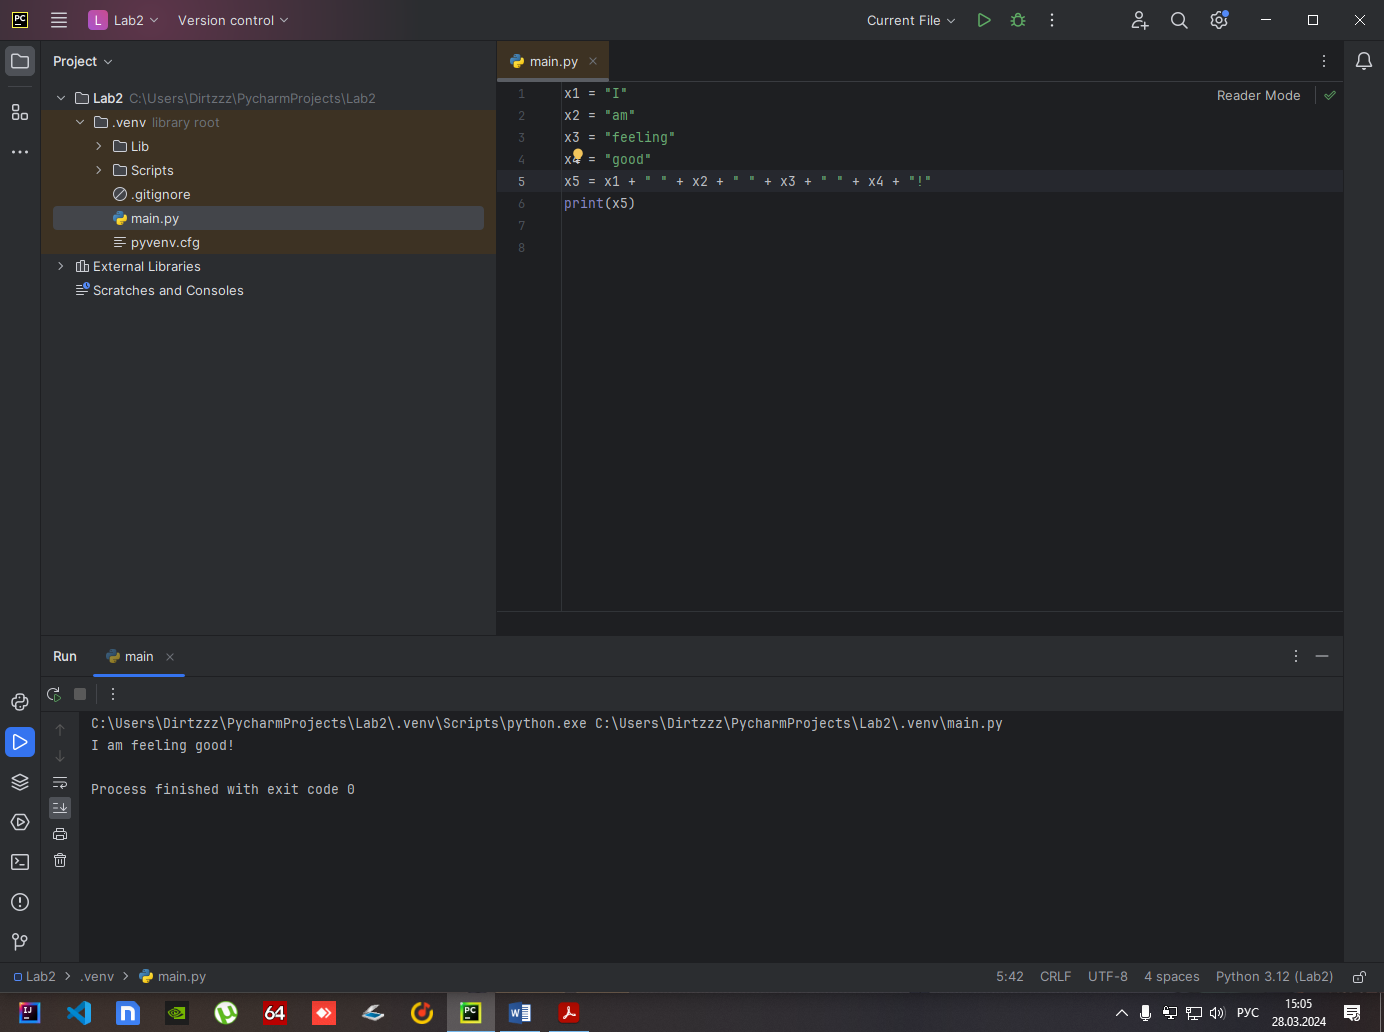 PC
L Lab2 Version control Current File
Project
main.py
Lab2 C:\Users\Dirtzzz\PycharmProjects\Lab2
.venv library root
Lib
Scripts
.gitignore
main.py
pyvenv.cfg
External Libraries
Scratches and Consoles
Reader Mode
1 x1 = "I"
2 x2 = "am"
3 x3 = "feeling"
4 x4 = "good"
5 x5 = x1 + " " + x2 + " " + x3 + " " + x4 + "!"
6 print(x5)
7
8
Run main
C:\Users\Dirtzzz\PycharmProjects\Lab2\.venv\Scripts\python.exe C:\Users\Dirtzzz\PycharmProjects\Lab2\.venv\main.py
I am feeling good!
Process finished with exit code 0
Lab2 .venv main.py 5:42 CRLF UTF-8 4 spaces Python 3.12 (Lab2)
IJ n 64 PC W РУС 15:05
28.03.2024